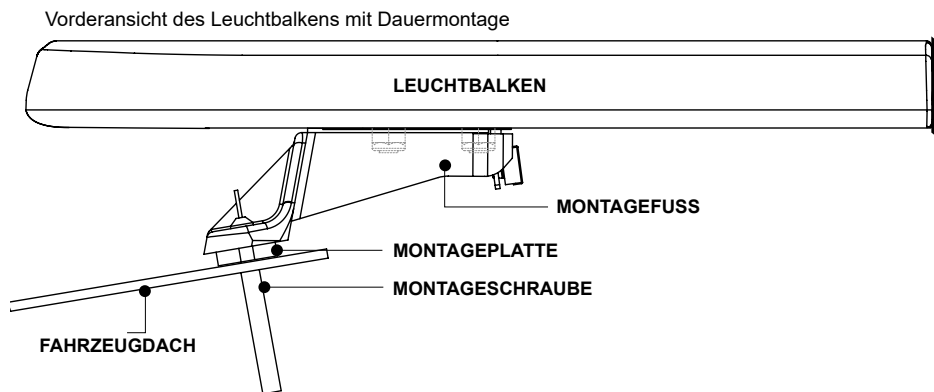 Vorderansicht des Leuchtbalkens mit Dauermontage
LEUCHTBALKEN
MONTAGEFUSS
MONTAGEPLATTE
MONTAGESCHRAUBE
FAHRZEUGDACH